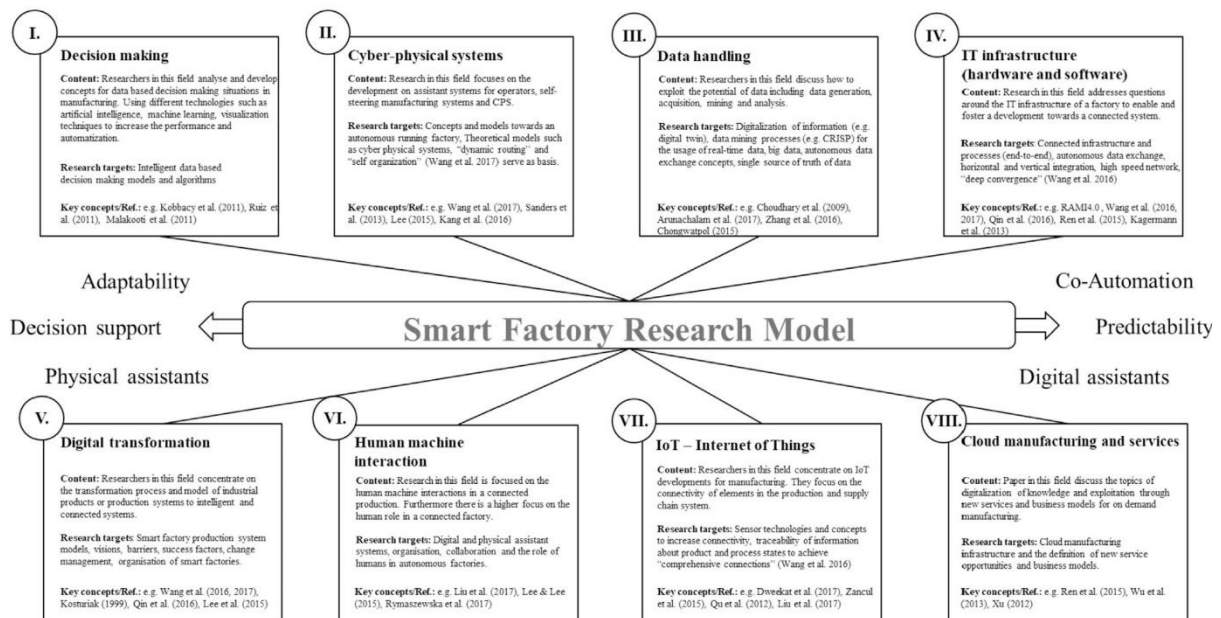 I.
Decision making
Content: Researchers in this field analyse and develop
concepts for data based decision making situations in
manufacturing. Using different technologies such as
artificial intelligence, machine learning, visualization
techniques to increase the performance and
automatization.
Research targets: Intelligent data based
decision making models and algorithms
Key concepts/Ref.: e.g. Kobbacy et al. (2011), Ruiz et
al. (2011), Malakooti et al. (2011)
II.
Cyber-physical systems
Content: Research in this field focuses on the
development on assistant systems for operators, self-
steering manufacturing systems and CPS.
Research targets: Concepts and models towards an
autonomous running factory, Theoretical models such
as cyber physical systems, “dynamic routing” and
“self organization” (Wang et al. 2017) serve as basis.
Key concepts/Ref.: e.g. Wang et al. (2017), Sanders et
al. (2013), Lee (2015), Kang et al. (2016)
III.
Data handling
Content: Researchers in this field discuss how to
exploit the potential of data including data generation,
acquisition, mining and analysis.
Research targets: Digitalization of information (e.g.
digital twin), data mining processes (e.g. CRISP) for
the usage of real-time data, big data, autonomous data
exchange concepts, single source of truth of data
Key concepts/Ref.: e.g. Choudhary et al. (2009),
Arunachalam et al. (2017), Zhang et al. (2016),
Chongwatpol (2015)
IV.
IT infrastructure
(hardware and software)
Content: Research in this field addresses questions
around the IT infrastructure of a factory to enable and
foster a development towards a connected system.
Research targets: Connected infrastructure and
processes (end-to-end), autonomous data exchange,
horizontal and vertical integration, high speed network,
“deep convergence” (Wang et al. 2016)
Key concepts/Ref.: e.g. RAMI4.0 , Wang et al. (2016,
2017), Qin et al. (2016), Ren et al. (2015), Kagermann
et al. (2013)
Adaptability
Co-Automation
Decision support
Smart Factory Research Model
Predictability
Physical assistants
Digital assistants
V.
Digital transformation
Content: Researchers in this field concentrate on
the transformation process and model of industrial
products or production systems to intelligent and
connected systems.
Research targets: Smart factory production system
models, visions, barriers, success factors, change
management, organisation of smart factories.
Key concepts/Ref.: e.g. Wang et al. (2016, 2017),
Kosturiak (1999), Qin et al. (2016), Lee et al. (2015)
VI.
Human machine
interaction
Content: Research in this field is focused on the
human machine interactions in a connected
production. Furthermore there is a higher focus on the
human role in a connected factory.
Research targets: Digital and physical assistant
systems, organisation, collaboration and the role of
humans in autonomous factories.
Key concepts/Ref.: e.g. Liu et al. (2017), Lee & Lee
(2015), Rymaszewska et al. (2017)
VII.
IoT – Internet of Things
Content: Researchers in this field concentrate on IoT
developments for manufacturing. They focus on the
connectivity of elements in the production and supply
chain system.
Research targets: Sensor technologies and concepts
to increase connectivity, traceability of information
about product and process states to achieve
“comprehensive connections” (Wang et al. 2016)
Key concepts/Ref.: e.g. Dweekat et al. (2017), Zancul
et al. (2015), Qu et al. (2012), Liu et al. (2017)
VIII.
Cloud manufacturing and services
Content: Paper in this field discuss the topics of
digitalization of knowledge and exploitation through
new services and business models for on demand
manufacturing.
Research targets: Cloud manufacturing
infrastructure and the definition of new service
opportunities and business models.
Key concepts/Ref.: e.g. Ren et al. (2015), Wu et al.
(2013), Xu (2012)